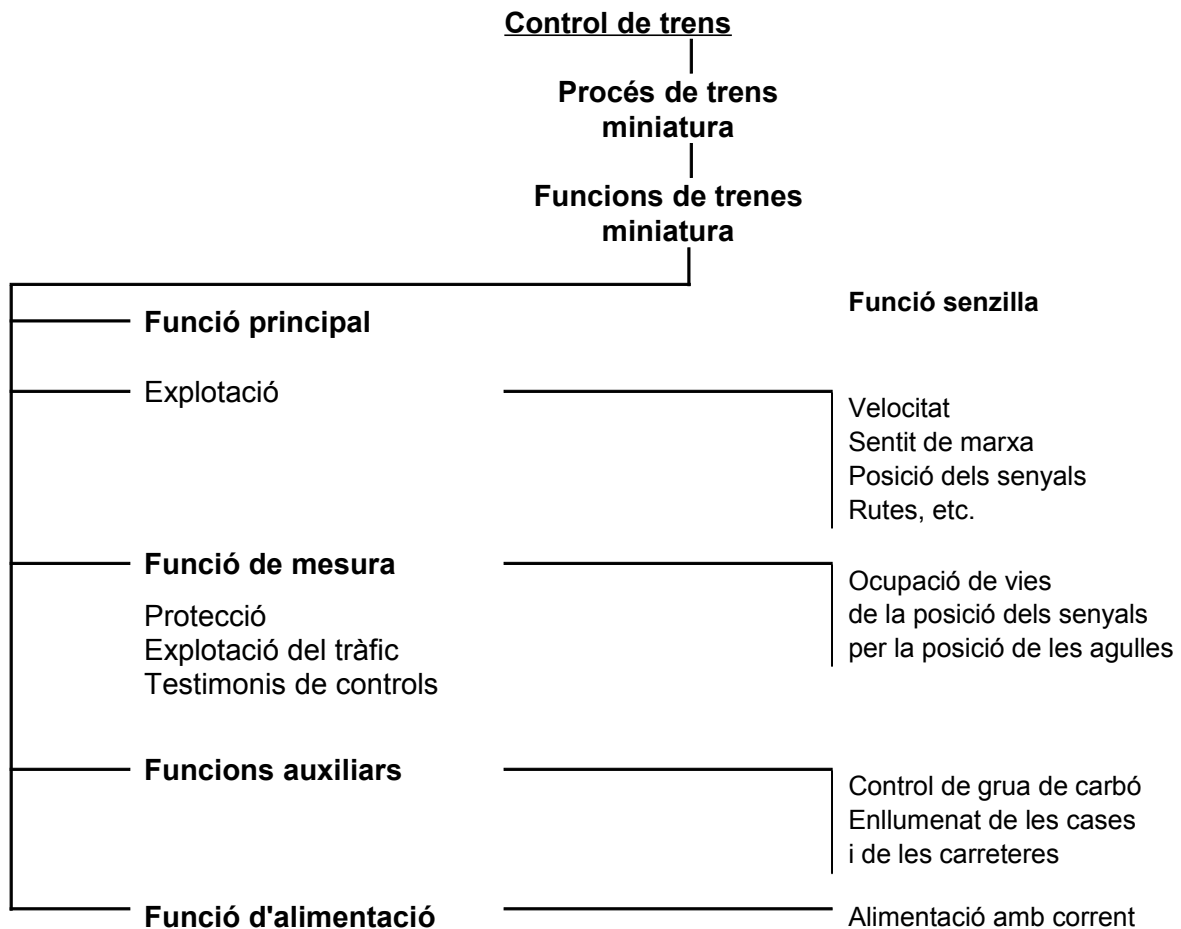 Control de trens
Procés de trens
miniatura
Funcions de trenes
miniatura
Funció senzilla
Funció principal
Explotació
Velocitat
Sentit de marxa
Posició dels senyals
Rutes, etc.
Funció de mesura
Protecció
Explotació del tràfic
Testimonis de controls
Ocupació de vies
de la posició dels senyals
per la posició de les agulles
Funcions auxiliars
Control de grua de carbó
Enllumenat de les cases
i de les carreteres
Funció d'alimentació
Alimentació amb corrent